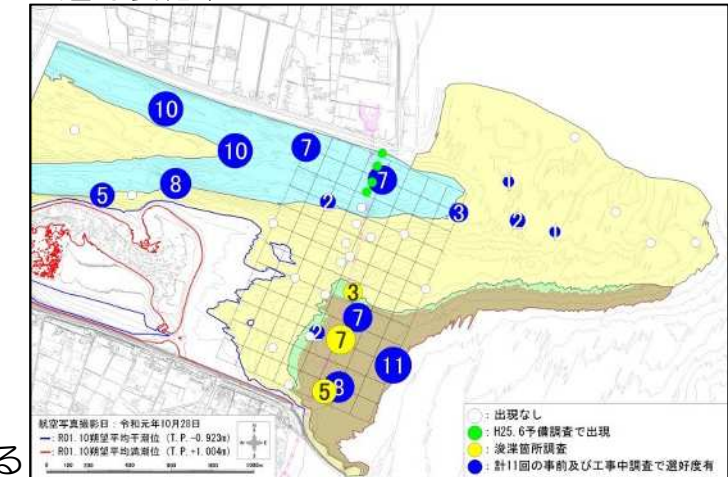 10
10
7
7
8
5
2
3
1
2
1
3
7
2
7
11
8
5
航空写真撮影日：令和元年10月28日
―：R01.10朔望平均干潮位（T.P.-0.923m）
―：R01.10朔望平均満潮位（T.P.+1.004m）
：出現なし
：H25.6予備調査で出現
：浚渫箇所調査
：計11回の事前及び工事中調査で選好度有
る